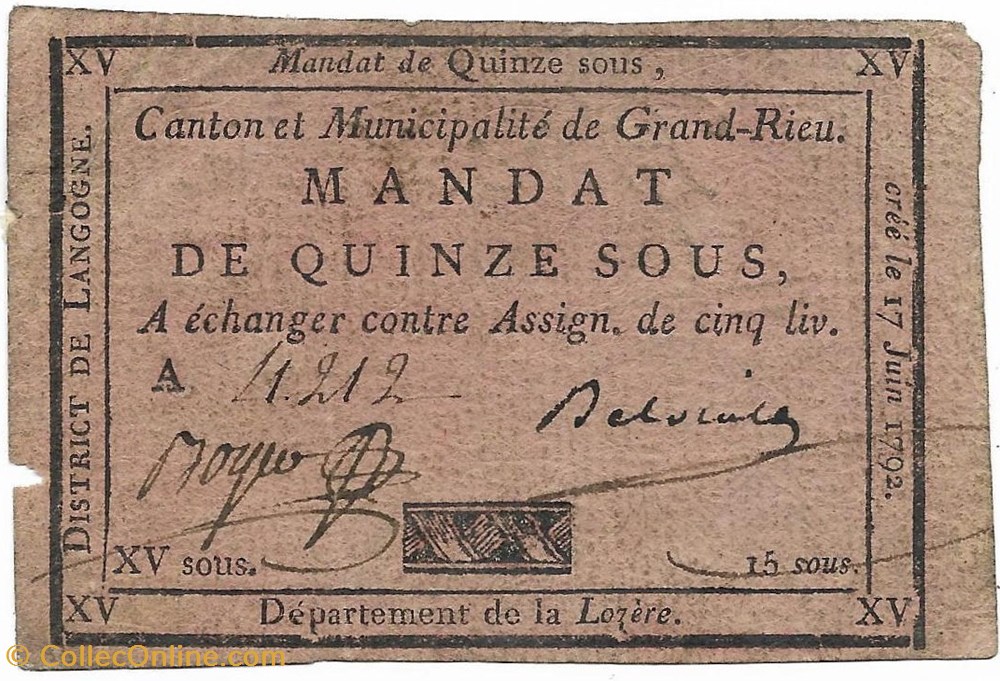 XV Mandat de Quinze sous, XV
DISTRICT DE LANGOGNE.
Canton et Municipalité de Grand-Rieu.
MANDAT
DE QUINZE SOUS,
A échanger contre Assign. de cinq liv.
A 4.212
créé le 17 Juin 1792.
XV sous. 15 sous.
XV Département de la Lozère. XV
© CollecOnline.com